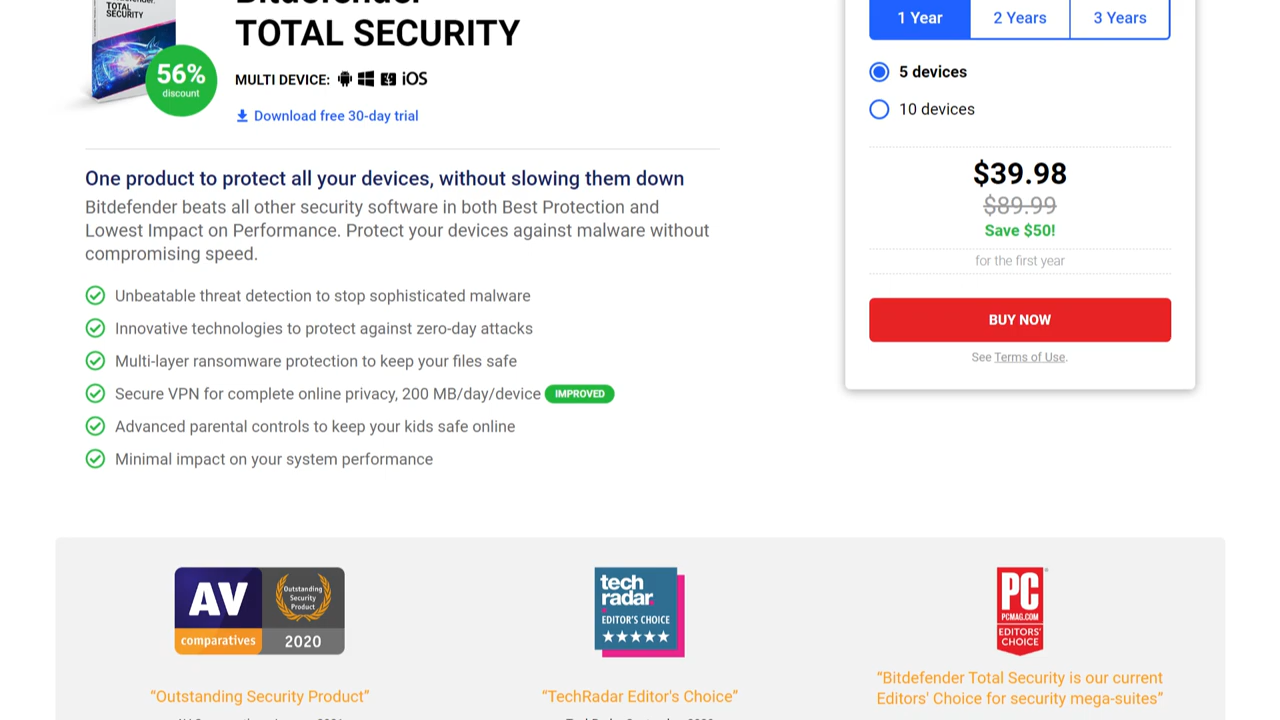 TOTAL
SECURITY
56%
discount
Bitdefender
TOTAL SECURITY
MULTI DEVICE: iOS
Download free 30-day trial
One product to protect all your devices, without slowing them down
Bitdefender beats all other security software in both Best Protection and
Lowest Impact on Performance. Protect your devices against malware without
compromising speed.
Unbeatable threat detection to stop sophisticated malware
Innovative technologies to protect against zero-day attacks
Multi-layer ransomware protection to keep your files safe
Secure VPN for complete online privacy, 200 MB/day/device IMPROVED
Advanced parental controls to keep your kids safe online
Minimal impact on your system performance
1 Year 2 Years 3 Years
5 devices
10 devices
$39.98
$89.99
Save $50!
for the first year
BUY NOW
See Terms of Use.
AV
comparatives
Outstanding
Security
Product
2020
"Outstanding Security Product"
tech
radar.
EDITOR'S CHOICE
"TechRadar Editor's Choice"
PC
PCMAG.COM
EDITORS'
CHOICE
"Bitdefender Total Security is our current
Editors' Choice for security mega-suites"